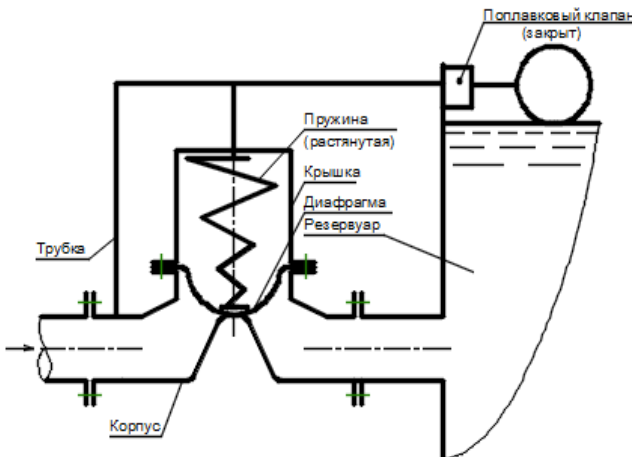 Поплавковый клапан
(закрыт)
Пружина
(растянутая)
Крышка
Диафрагма
Резервуар
Трубка
Корпус